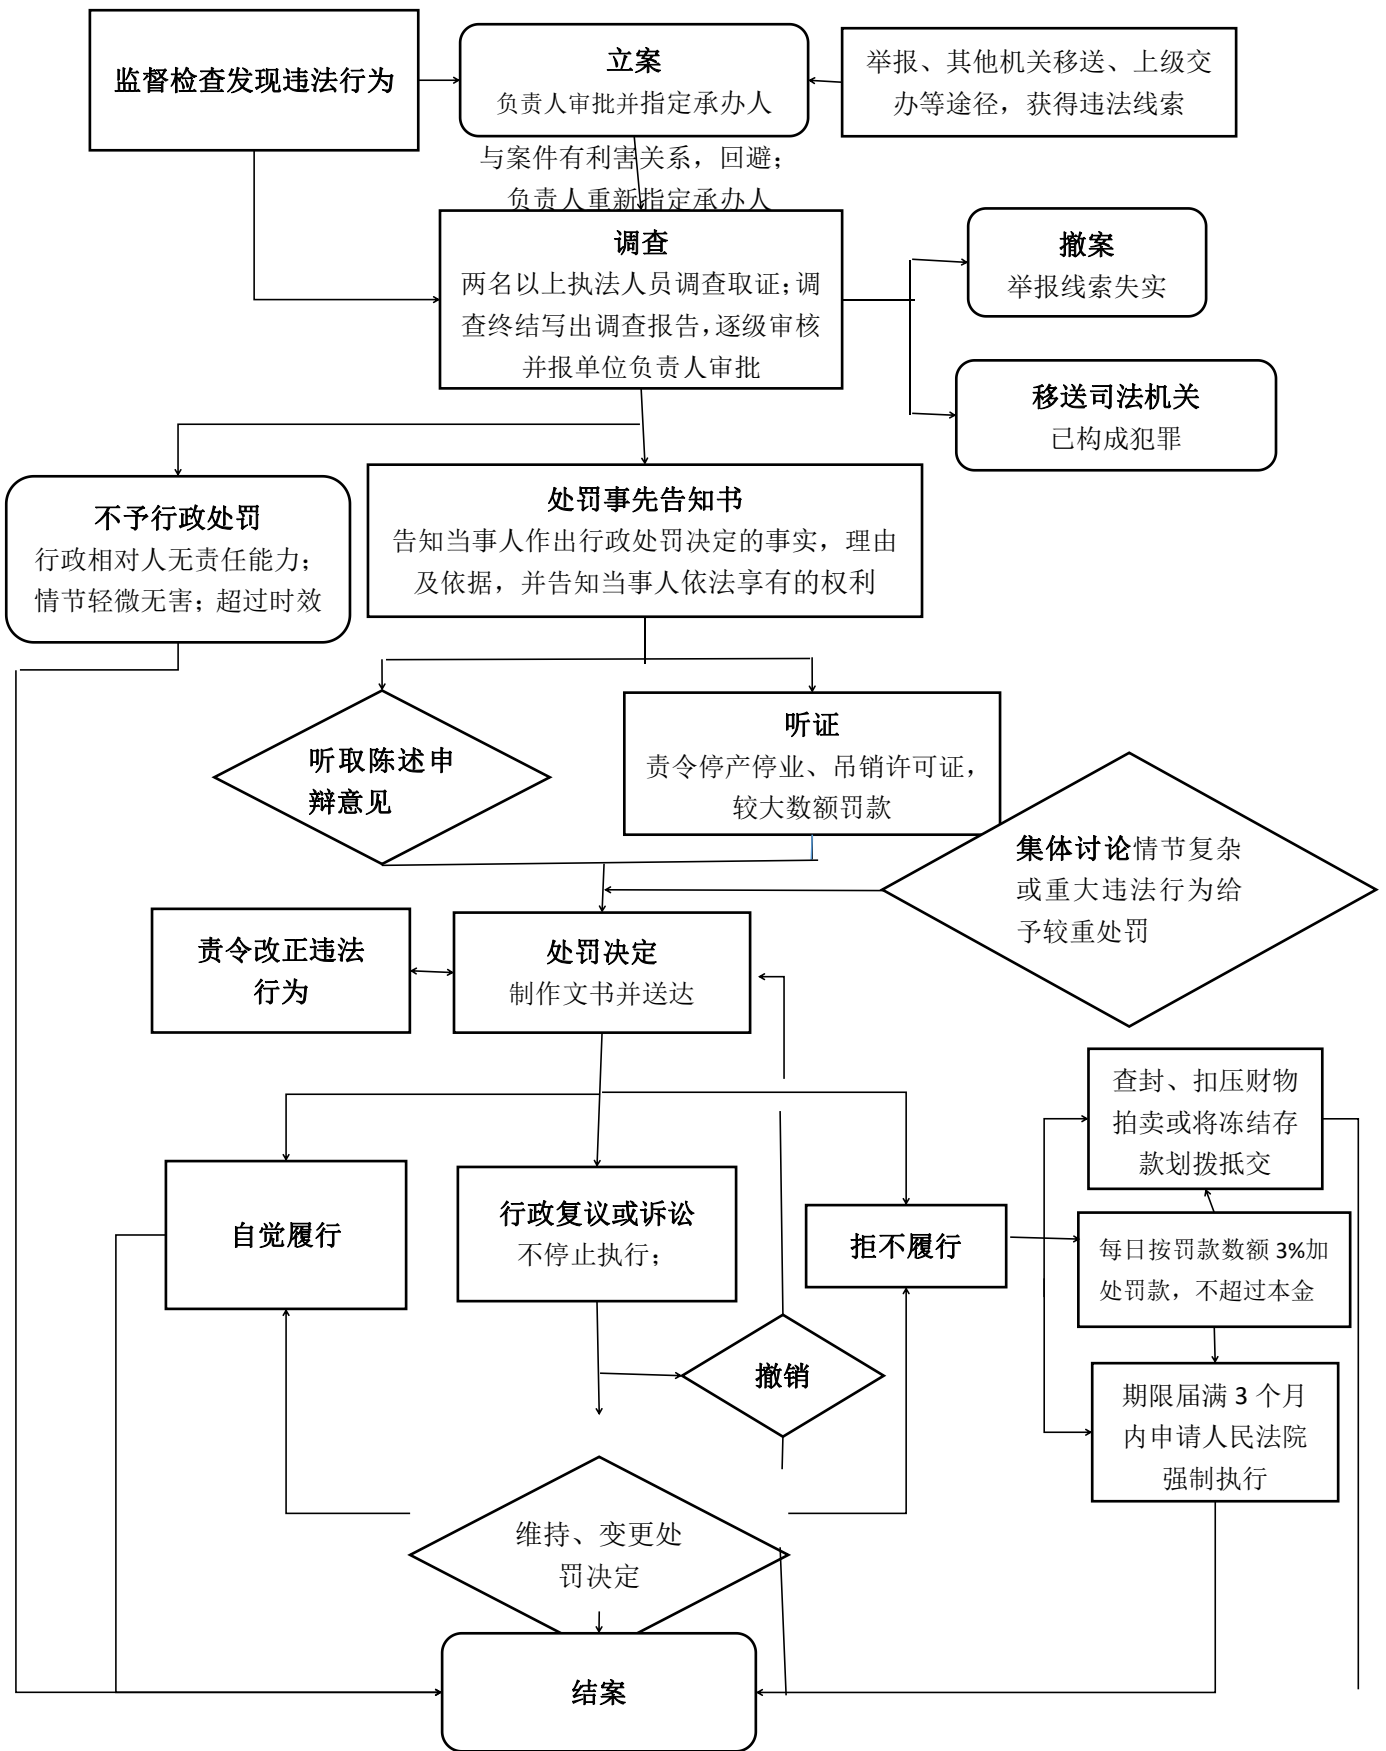 监督检查发现违法行为
立案
负责人审批并指定承办人
举报、其他机关移送、上级交
办等途径，获得违法线索
与案件有利害关系，回避；
负责人重新指定承办人
调查
两名以上执法人员调查取证；调
查终结写出调查报告，逐级审核
并报单位负责人审批
撤案
举报线索失实
移送司法机关
已构成犯罪
不予行政处罚
行政相对人无责任能力；
情节轻微无害；超过时效
处罚事先告知书
告知当事人作出行政处罚决定的事实，理由
及依据，并告知当事人依法享有的权利
听取陈述申
辩意见
听证
责令停产停业、吊销许可证，
较大数额罚款
集体讨论情节复杂
或重大违法行为给
予较重处罚
责令改正违法
行为
处罚决定
制作文书并送达
查封、扣压财物
拍卖或将冻结存
款划拨抵交
自觉履行
行政复议或诉讼
不停止执行；
拒不履行
每日按罚款数额 3%加
处罚款，不超过本金
撤销
期限届满 3 个月
内申请人民法院
强制执行
维持、变更处
罚决定
结案